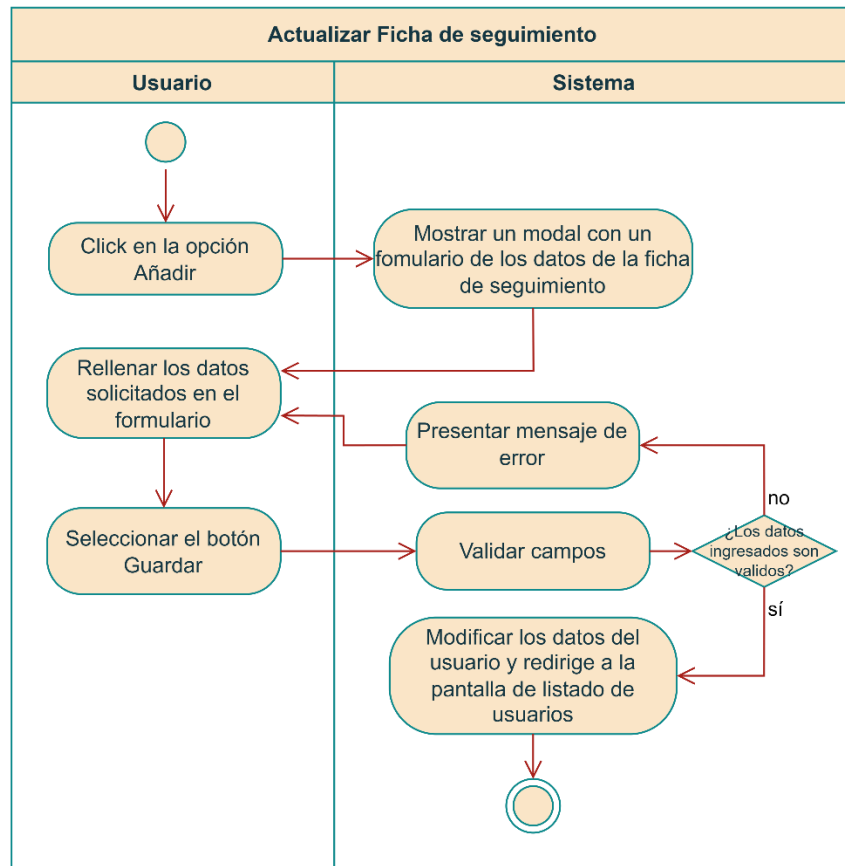 Actualizar Ficha de seguimiento
Usuario
Sistema
Click en la opción
Añadir
Mostrar un modal con un
fomulario de los datos de la ficha
de seguimiento
Rellenar los datos
solicitados en el
formulario
Presentar mensaje de
error
no
Seleccionar el botón
Guardar
Validar campos
¿Los datos
ingresados son
validos?
sí
Modificar los datos del
usuario y redirige a la
pantalla de listado de
usuarios